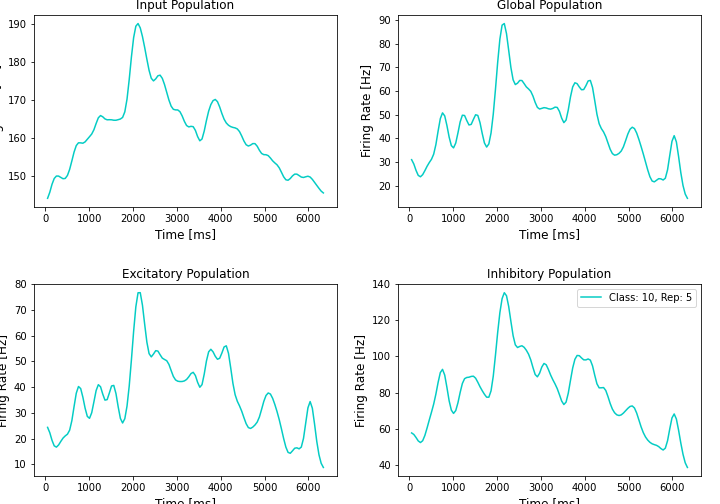 Input Population
190
180
170
160
150
0 1000 2000 3000 4000 5000 6000
Time [ms]
Global Population
Firing Rate [Hz]
90
80
70
60
50
40
30
20
0 1000 2000 3000 4000 5000 6000
Time [ms]
Excitatory Population
Firing Rate [Hz]
80
70
60
50
40
30
20
10
0 1000 2000 3000 4000 5000 6000
Time [ms]
Inhibitory Population
Firing Rate [Hz]
140
120
100
80
60
40
Class: 10, Rep: 5
0 1000 2000 3000 4000 5000 6000
Time [ms]